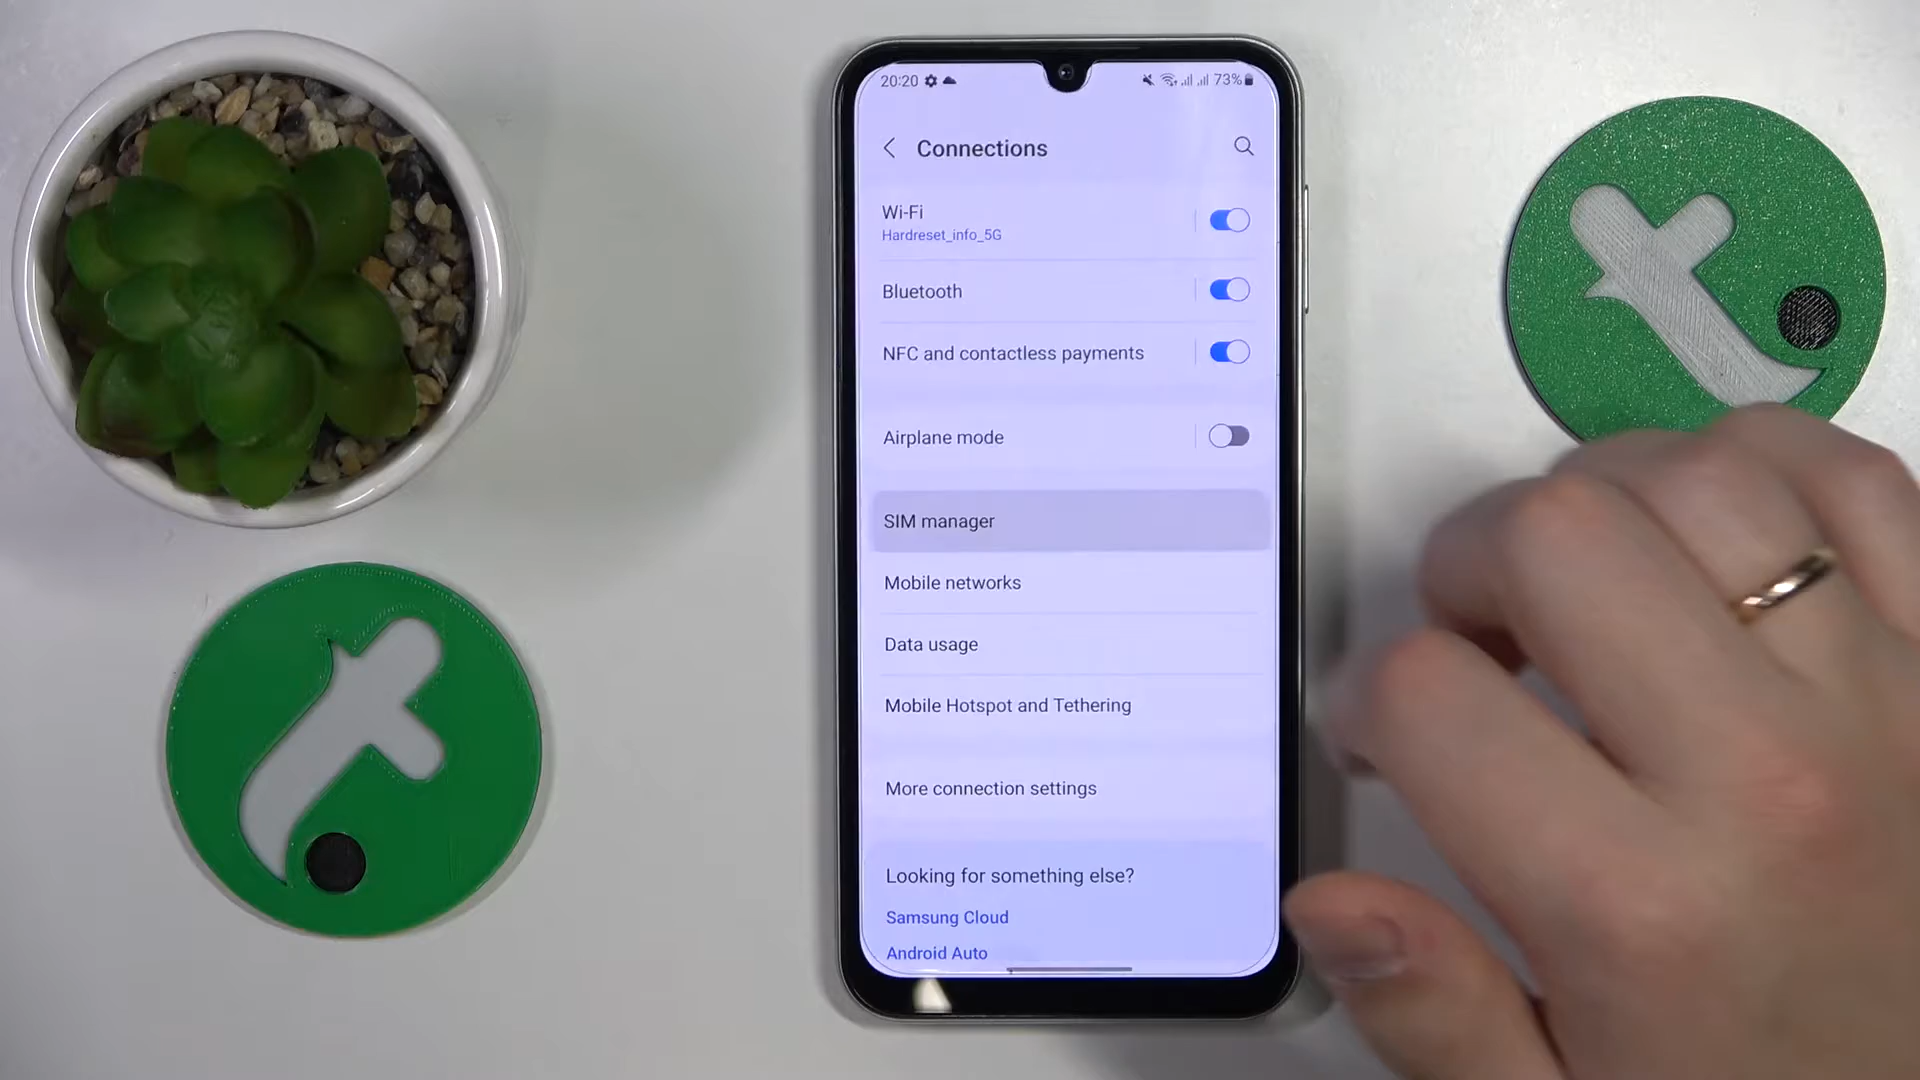 20:20
73%
Connections
Wi-Fi
Hardreset_info_5G
Bluetooth
NFC and contactless payments
Airplane mode
SIM manager
Mobile networks
Data usage
Mobile Hotspot and Tethering
More connection settings
Looking for something else?
Samsung Cloud
Android Auto